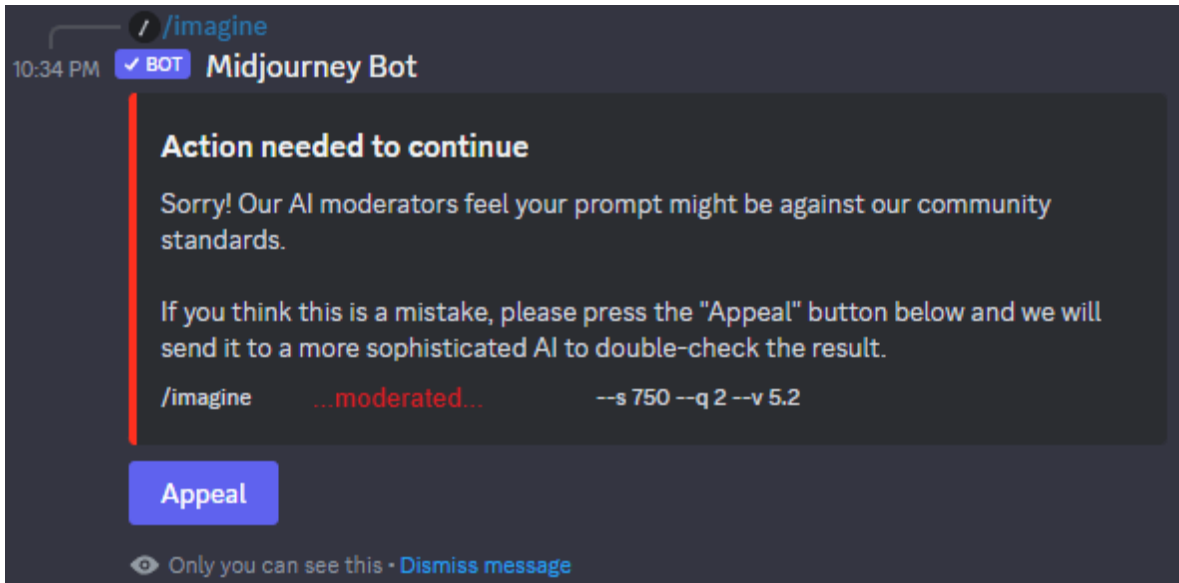 /imagine
10:34 PM ✓ BOT Midjourney Bot
Action needed to continue
Sorry! Our AI moderators feel your prompt might be against our community
standards.
If you think this is a mistake, please press the "Appeal" button below and we will
send it to a more sophisticated AI to double-check the result.
/imagine ...moderated... --s 750 --q 2 --v 5.2
Appeal
Only you can see this • Dismiss message